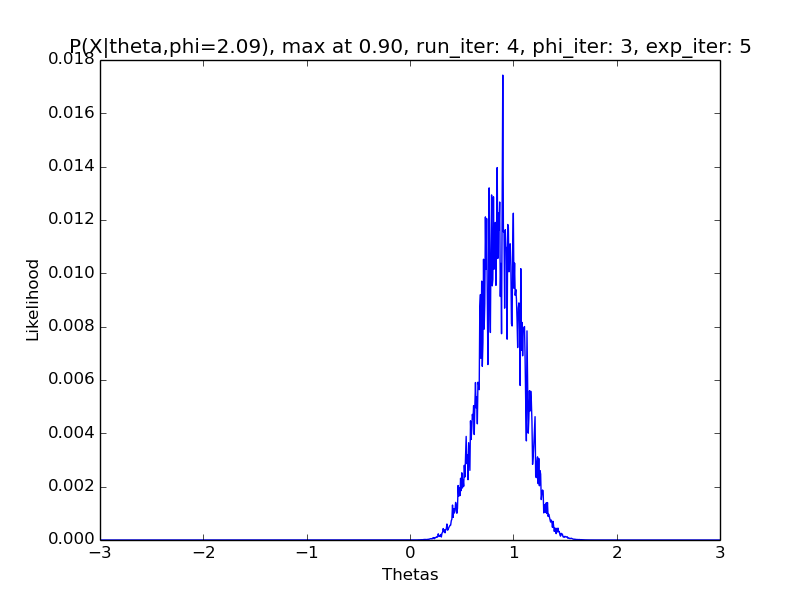 P(X|theta,phi=2.09), max at 0.90, run_iter: 4, phi_iter: 3, exp_iter: 5
0.018
0.016
0.014
0.012
0.010
0.008
0.006
0.004
0.002
0.000
Likelihood
−3 −2 −1 0 1 2 3
Thetas